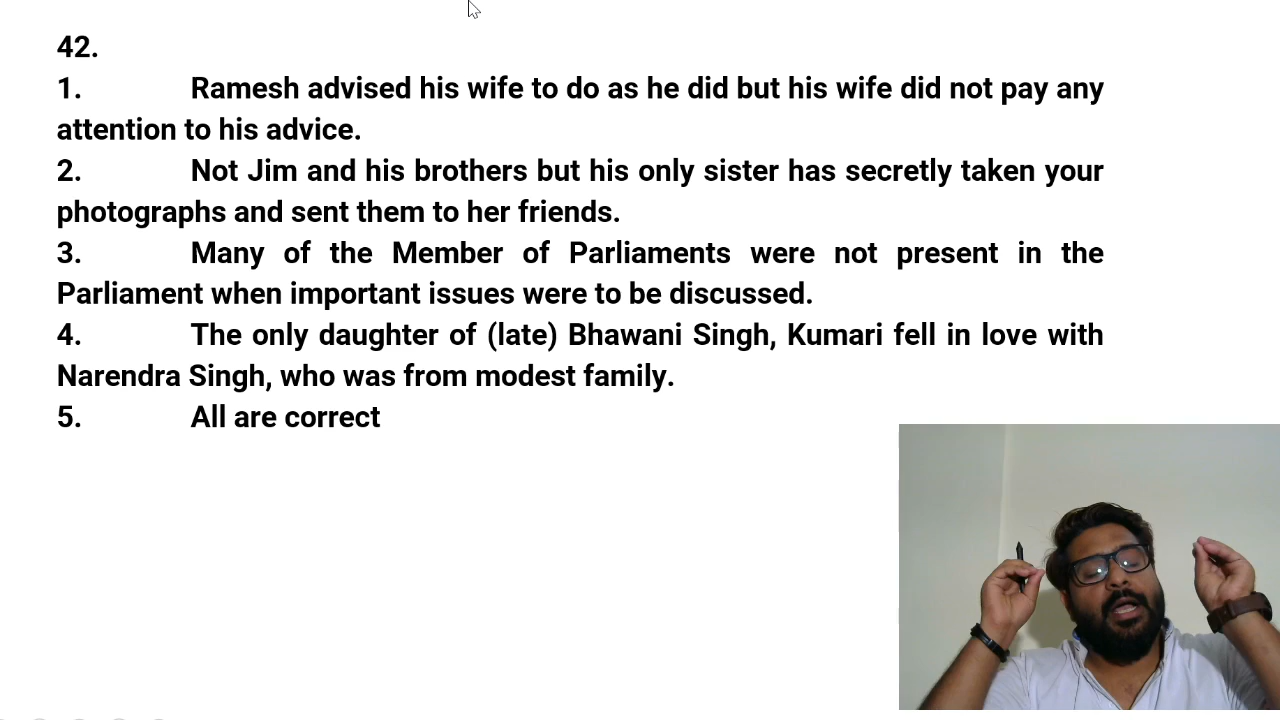 42.
1. Ramesh advised his wife to do as he did but his wife did not pay any
attention to his advice.
2. Not Jim and his brothers but his only sister has secretly taken your
photographs and sent them to her friends.
3. Many of the Member of Parliaments were not present in the
Parliament when important issues were to be discussed.
4. The only daughter of (late) Bhawani Singh, Kumari fell in love with
Narendra Singh, who was from modest family.
5. All are correct